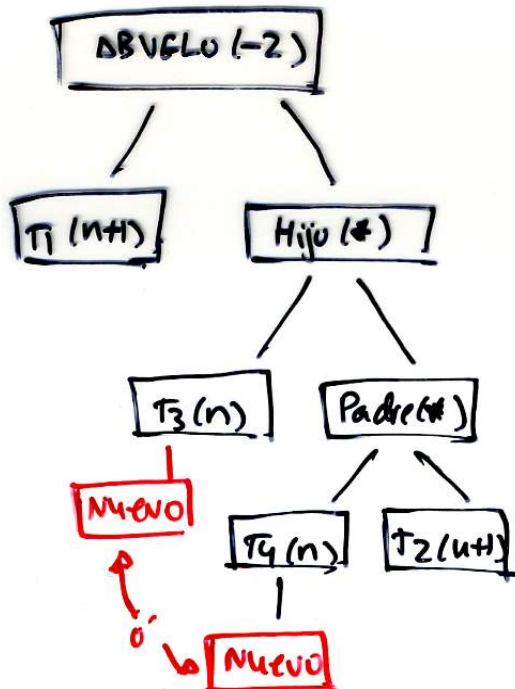 ABUELO (-2)
T1 (n+1)
Hijo (*)
T3 (n)
Padre (*)
NUEVO
T4 (n)
T2 (n+1)
ó
NUEVO